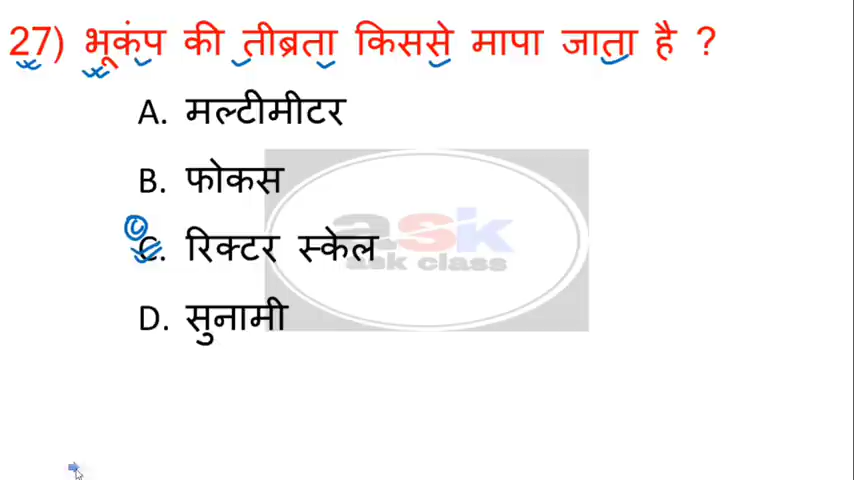 27) भूकंप की तीब्रता किससे मापा जाता है ?
A. मल्टीमीटर
B. फोकस
C. रिक्टर स्केल
D. सुनामी
ask
ask class